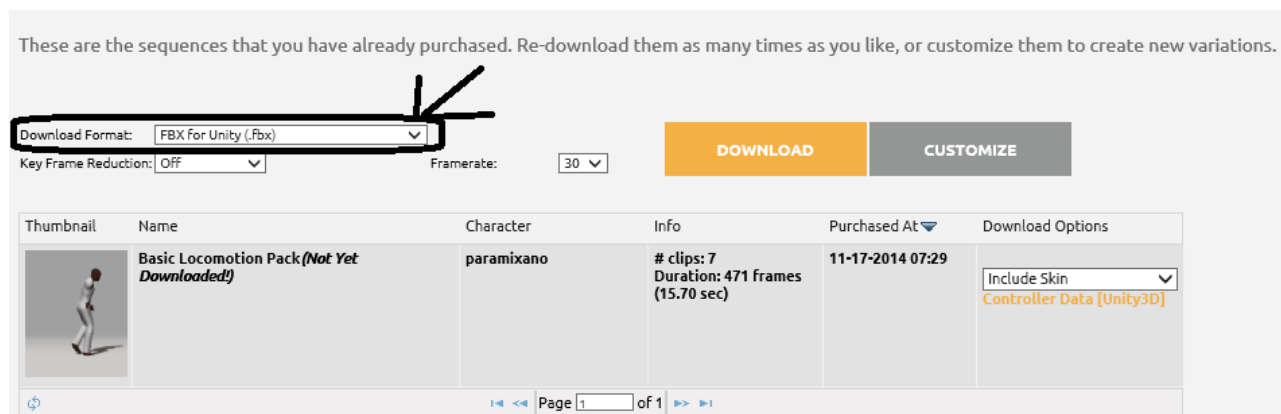 These are the sequences that you have already purchased. Re-download them as many times as you like, or customize them to create new variations.
Download Format: FBX for Unity (.fbx)
DOWNLOAD CUSTOMIZE
Key Frame Reduction: Off Framerate: 30
Thumbnail Name Character Info Purchased At Download Options
Basic Locomotion Pack(Not Yet paramixano # clips: 7 11-17-2014 07:29
Downloaded!) Duration: 471 frames Include Skin
(15.70 sec) Controller Data [Unity3D]
Page 1 of 1